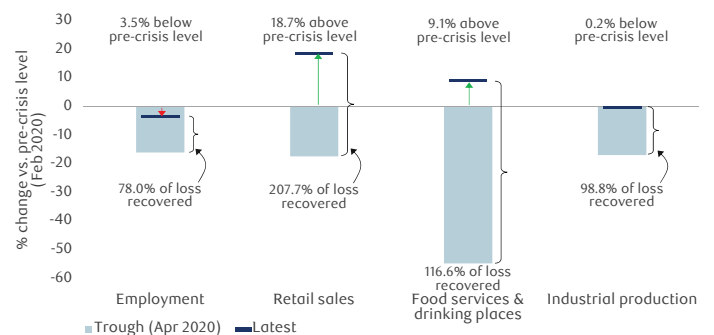 % change vs. pre-crisis level
(Feb 2020)
30
20
10
0
-10
-20
-30
-40
-50
-60
3.5% below
pre-crisis level
18.7% above
pre-crisis level
9.1% above
pre-crisis level
0.2% below
pre-crisis level
78.0% of loss
recovered
207.7% of loss
recovered
116.6% of loss
recovered
98.8% of loss
recovered
Employment
Retail sales
Food services &
drinking places
Industrial production
Trough (Apr 2020)
Latest